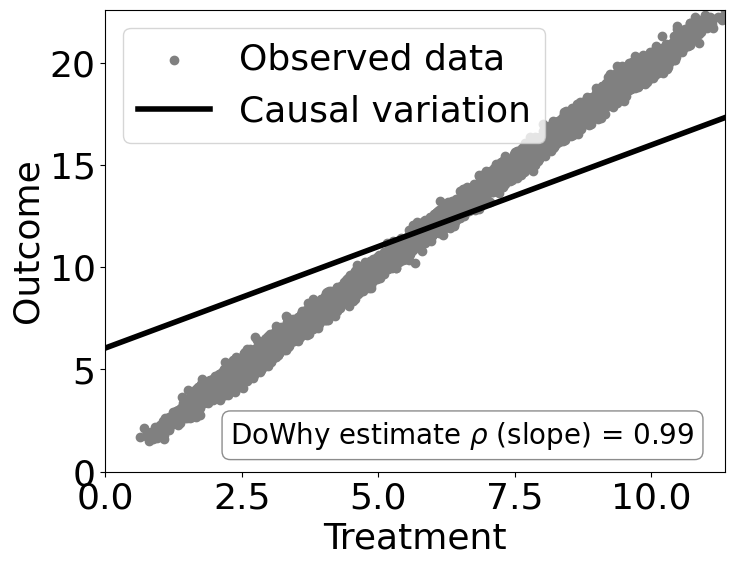 Observed data
Causal variation
Outcome
20
15
10
5
0
DoWhy estimate ρ (slope) = 0.99
0.0 2.5 5.0 7.5 10.0
Treatment